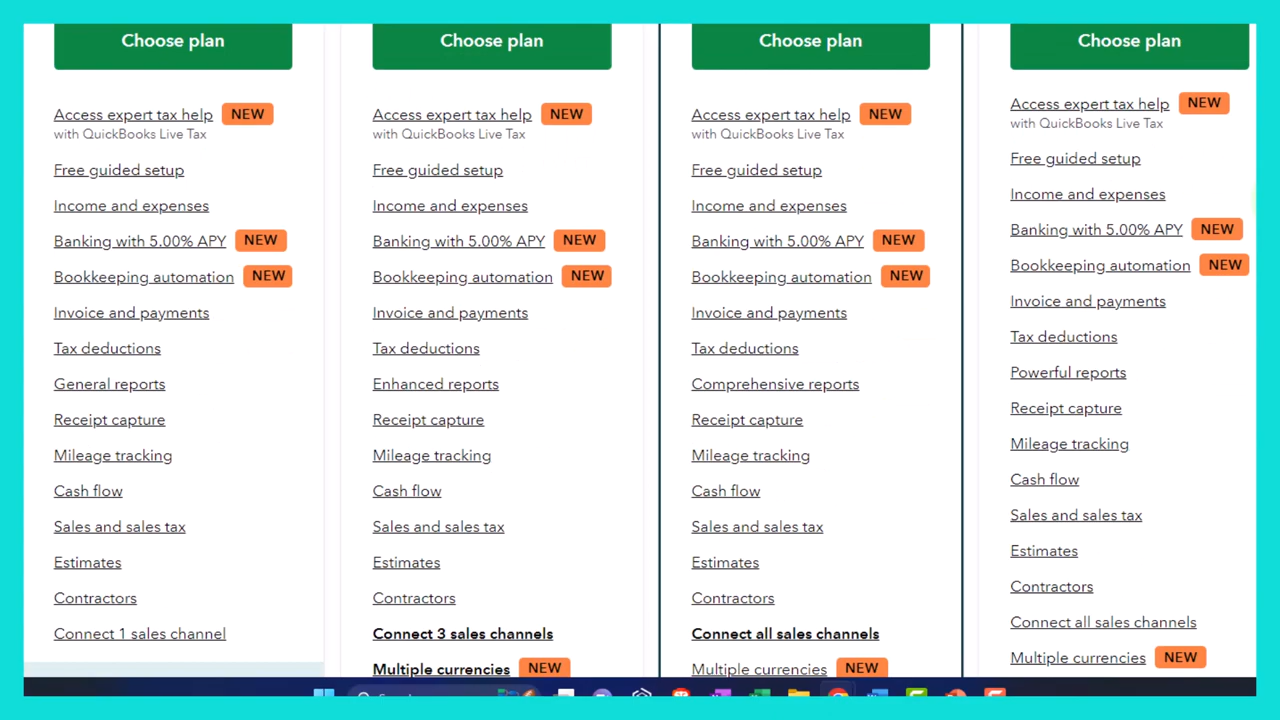 Choose plan
Access expert tax help NEW
with QuickBooks Live Tax
Free guided setup
Income and expenses
Banking with 5.00% APY NEW
Bookkeeping automation NEW
Invoice and payments
Tax deductions
General reports
Receipt capture
Mileage tracking
Cash flow
Sales and sales tax
Estimates
Contractors
Connect 1 sales channel
Choose plan
Access expert tax help NEW
with QuickBooks Live Tax
Free guided setup
Income and expenses
Banking with 5.00% APY NEW
Bookkeeping automation NEW
Invoice and payments
Tax deductions
Enhanced reports
Receipt capture
Mileage tracking
Cash flow
Sales and sales tax
Estimates
Contractors
Connect 3 sales channels
Multiple currencies NEW
Choose plan
Access expert tax help NEW
with QuickBooks Live Tax
Free guided setup
Income and expenses
Banking with 5.00% APY NEW
Bookkeeping automation NEW
Invoice and payments
Tax deductions
Comprehensive reports
Receipt capture
Mileage tracking
Cash flow
Sales and sales tax
Estimates
Contractors
Connect all sales channels
Multiple currencies NEW
Choose plan
Access expert tax help NEW
with QuickBooks Live Tax
Free guided setup
Income and expenses
Banking with 5.00% APY NEW
Bookkeeping automation NEW
Invoice and payments
Tax deductions
Powerful reports
Receipt capture
Mileage tracking
Cash flow
Sales and sales tax
Estimates
Contractors
Connect all sales channels
Multiple currencies NEW